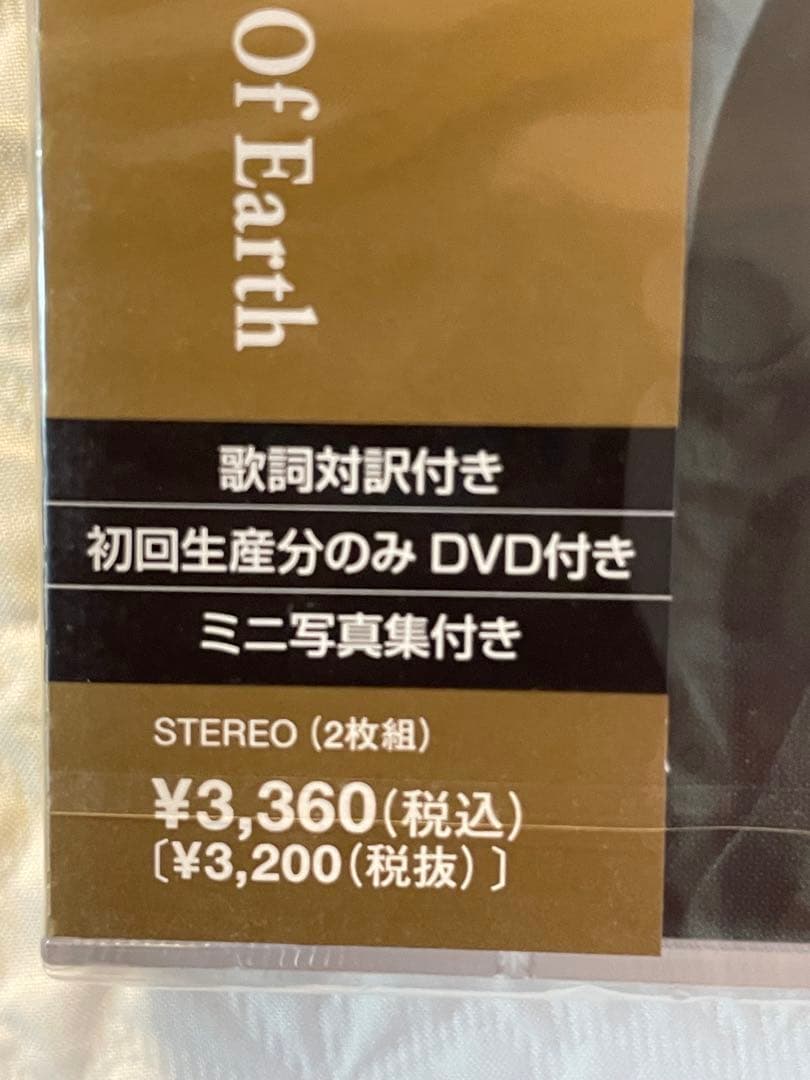 Of Earth
歌詞対訳付き
初回生産分のみ DVD付き
ミニ写真集付き
STEREO（2枚組）
¥3,360（税込）
〔¥3,200（税抜）〕